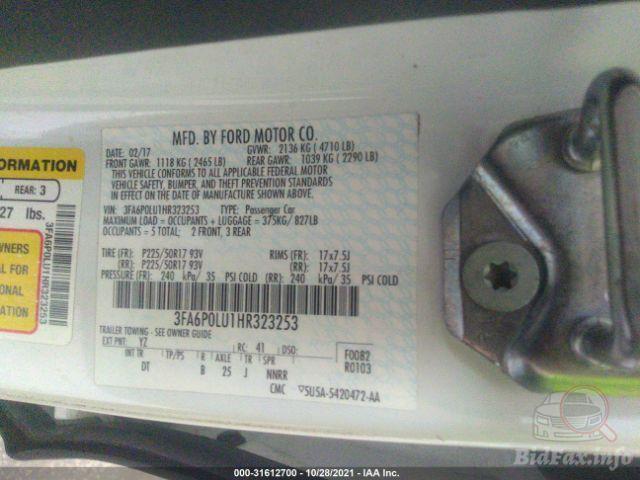 MFD. BY FORD MOTOR CO.
DATE: 02/17 GVWR: 2136 KG ( 4710 LB)
FRONT GAWR: 1118 KG ( 2465 LB) REAR GAWR: 1039 KG ( 2290 LB)
THIS VEHICLE CONFORMS TO ALL APPLICABLE FEDERAL MOTOR
VEHICLE SAFETY, BUMPER, AND THEFT PREVENTION STANDARDS
IN EFFECT ON THE DATE OF MANUFACTURE SHOWN ABOVE.
VIN: 3FA6P0LU1HR323253 TYPE: Passenger Car
MAXIMUM LOAD = OCCUPANTS + LUGGAGE = 375KG/ 827LB
OCCUPANTS = 5 TOTAL; 2 FRONT, 3 REAR
TIRE (FR): P225/50R17 93V RIMS (FR): 17x7.5J
(RR): P225/50R17 93V (RR): 17x7.5J
PRESSURE (FR): 240 kPa/ 35 PSI COLD (RR): 240 kPa/ 35 PSI COLD
3FA6P0LU1HR323253
TRAILER TOWING - SEE OWNER GUIDE
EXT PNT: YZ RC: 41 DSO: F0082
INT TR TP/PS R AXLE TR SPR R0103
DT B 25 J NNRR
CMC 5U5A-5420472-AA
FORMATION
REAR: 3
27 lbs.
3FA6P0LU1HR323253
OWNERS
AL FOR
ONAL
MATION
000-31612700 - 10/28/2021 - IAA Inc.
BidFax.info